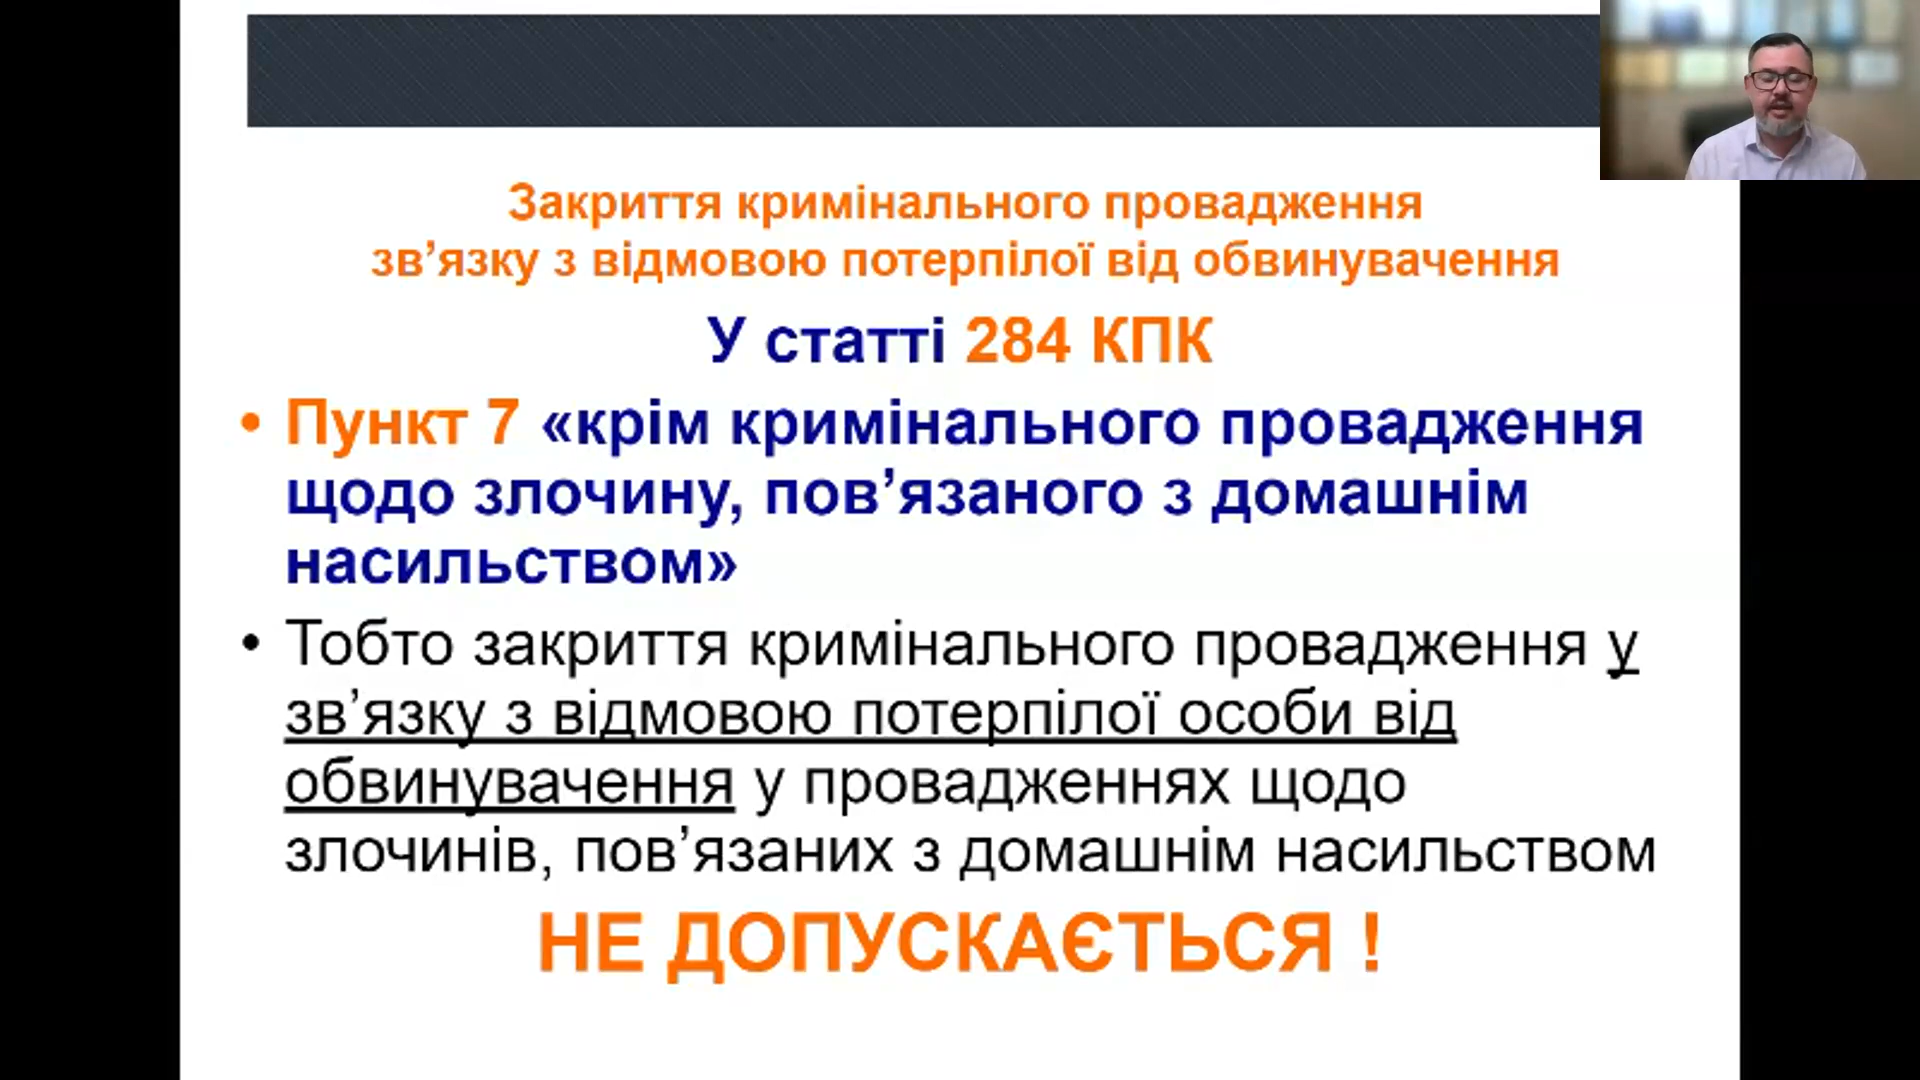 Закриття кримінального провадження
зв’язку з відмовою потерпілої від обвинувачення
У статті 284 КПК
• Пункт 7 «крім кримінального провадження
щодо злочину, пов’язаного з домашнім
насильством»
• Тобто закриття кримінального провадження у
зв’язку з відмовою потерпілої особи від
обвинувачення у провадженнях щодо
злочинів, пов’язаних з домашнім насильством
НЕ ДОПУСКАЄТЬСЯ !